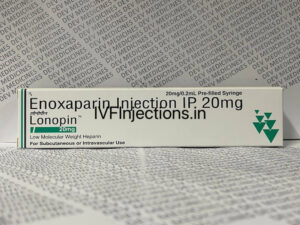 20mg/0.2mL Pre-filled Syringe
Enoxaparin Injection IP 20mg
IVFInjections.in
Lonopin™
20mg
Low Molecular Weight Heparin
For Subcutaneous or Intravascular Use